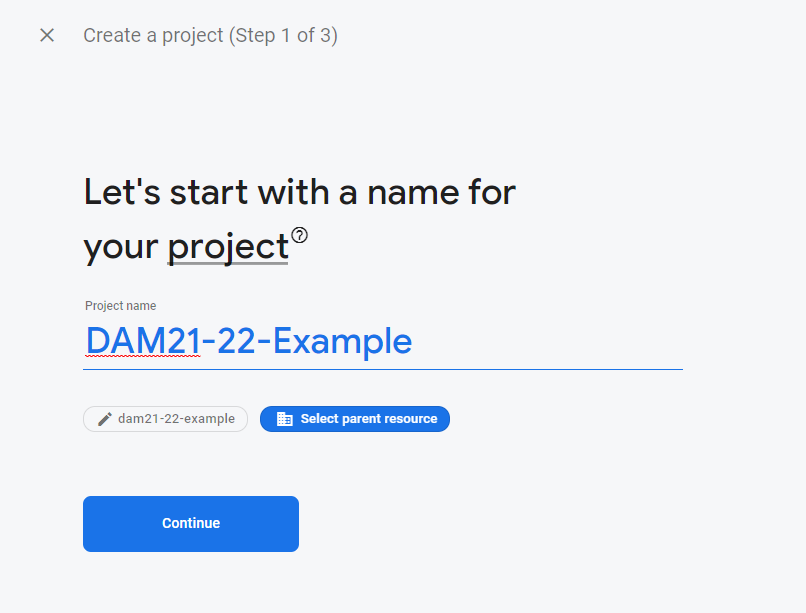 Create a project (Step 1 of 3)
Let's start with a name for
your project
Project name
DAM21-22-Example
dam21-22-example
Select parent resource
Continue